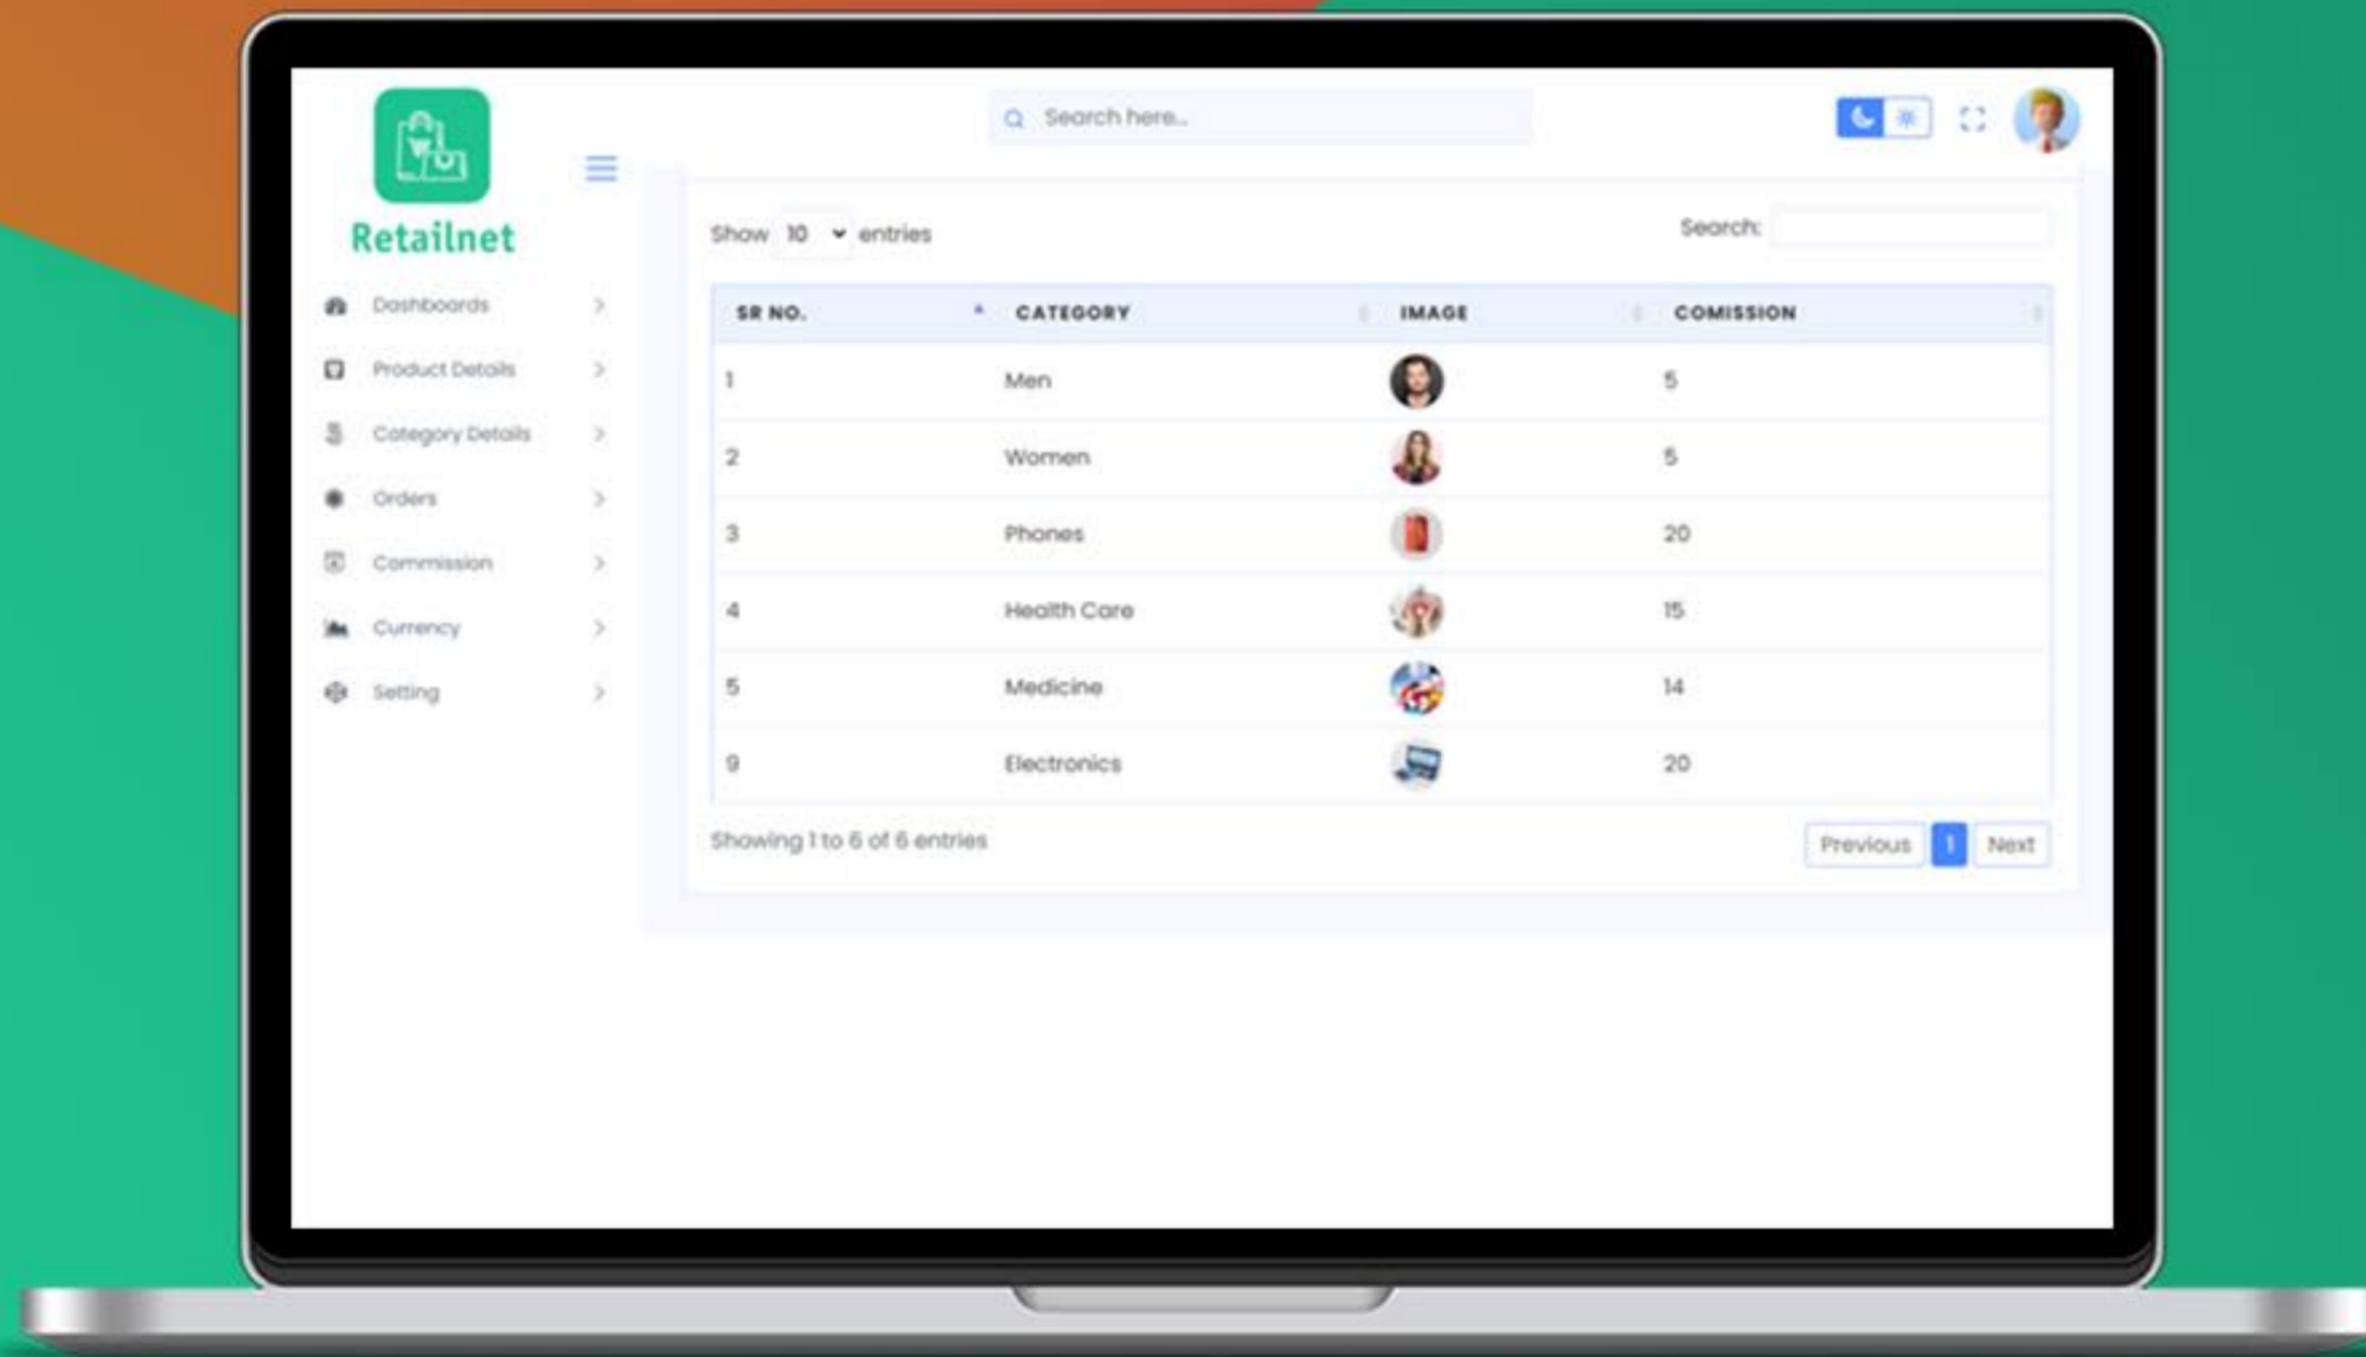 Search here...
Retailnet
Show 10 entries
Search:
Dashboards
Product Details
Category Details
Orders
Commission
Currency
Setting
SR NO. CATEGORY IMAGE COMISSION
1 Men 5
2 Women 5
3 Phones 20
4 Health Care 15
5 Medicine 14
9 Electronics 20
Showing 1 to 6 of 6 entries
Previous 1 Next